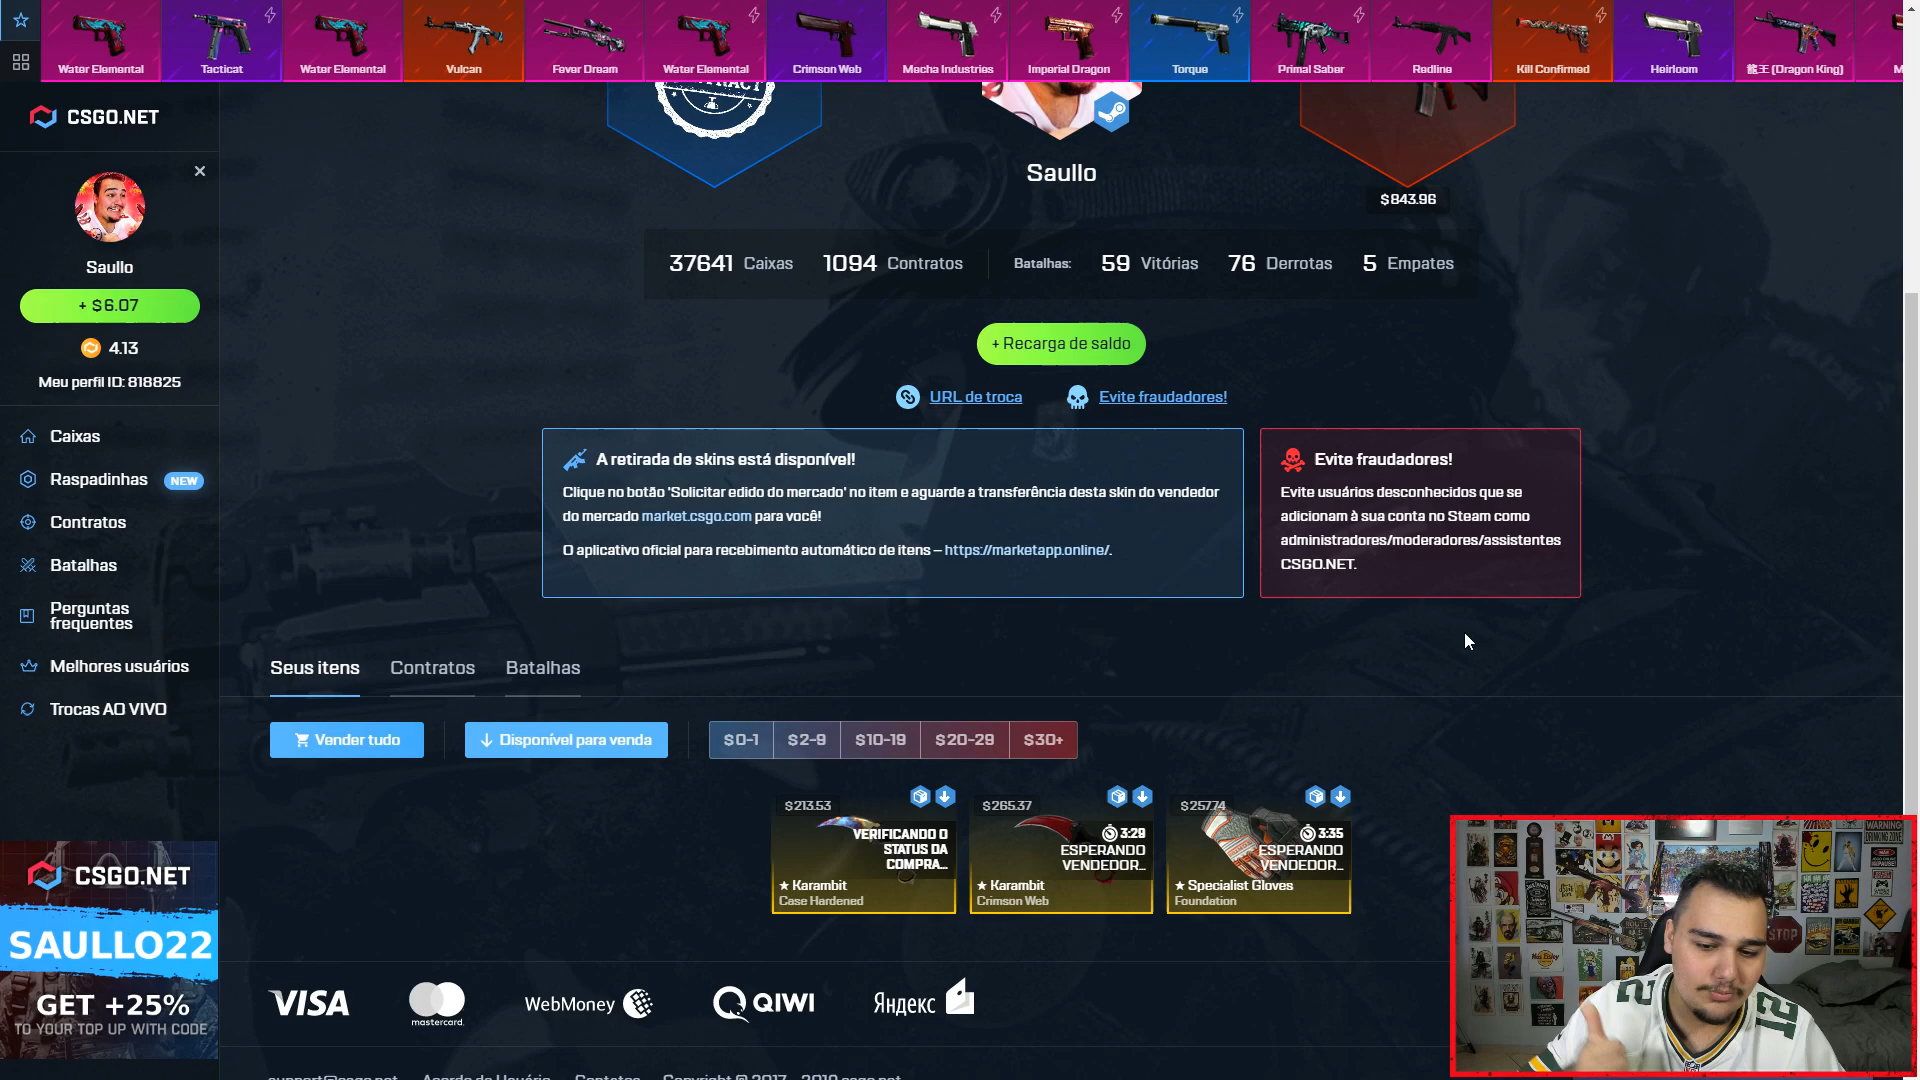 Water Elemental
Tacticat
Water Elemental
Vulcan
Fever Dream
Water Elemental
Crimson Web
Mecha Industries
Imperial Dragon
Torque
Primal Saber
Redline
Kill Confirmed
Heirloom
龍王 (Dragon King)
M
CSGO.NET
Saullo
+ $6.07
4.13
Meu perfil ID: 818825
Caixas
Raspadinhas NEW
Contratos
Batalhas
Perguntas
frequentes
Melhores usuários
Trocas AO VIVO
CSGO.NET
SAULLO22
GET +25%
TO YOUR TOP UP WITH CODE
Saullo
$843.96
37641 Caixas 1094 Contratos Batalhas: 59 Vitórias 76 Derrotas 5 Empates
+ Recarga de saldo
URL de troca Evite fraudadores!
A retirada de skins está disponível!
Clique no botão 'Solicitar edido do mercado' no item e aguarde a transferência desta skin do vendedor
do mercado market.csgo.com para você!
O aplicativo oficial para recebimento automático de itens – https://marketapp.online/.
Evite fraudadores!
Evite usuários desconhecidos que se
adicionam à sua conta no Steam como
administradores/moderadores/assistentes
CSGO.NET.
Seus itens Contratos Batalhas
Vender tudo Disponível para venda $0-1 $2-9 $10-19 $20-29 $30+
$213.53
VERIFICANDO O
STATUS DA
COMPRA...
★ Karambit
Case Hardened
$265.37
3:29
ESPERANDO
VENDEDOR...
★ Karambit
Crimson Web
$257.74
3:35
ESPERANDO
VENDEDOR...
★ Specialist Gloves
Foundation
VISA
mastercard.
WebMoney
QIWI
Яндекс
STOP
12
12